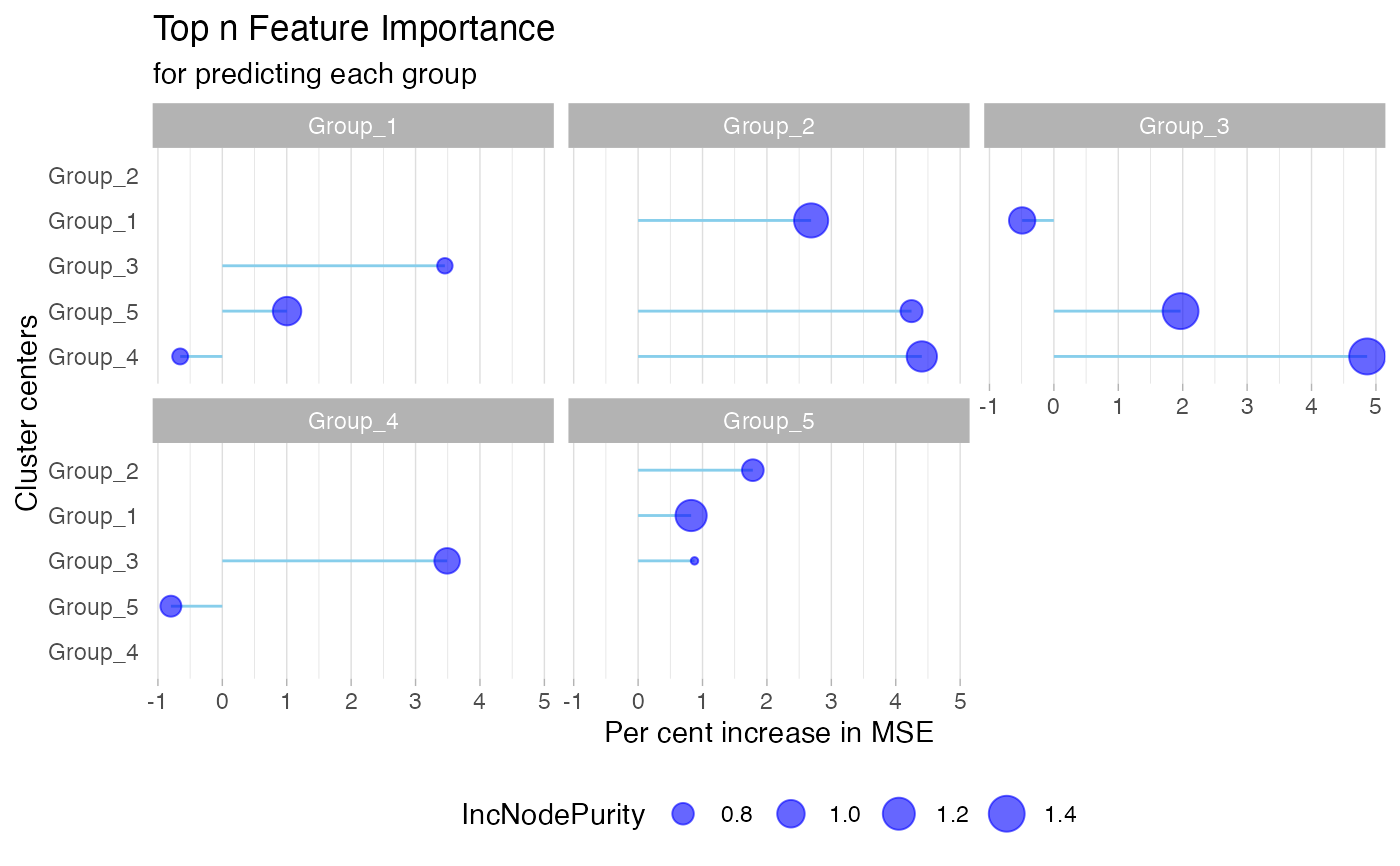 Top n Feature Importance
for predicting each group
Group_1 Group_2 Group_3
Cluster centers
Group_2
Group_1
Group_3
Group_5
Group_4
-1 0 1 2 3 4 5
Group_4 Group_5
Group_2
Group_1
Group_3
Group_5
Group_4
-1 0 1 2 3 4 5 -1 0 1 2 3 4 5
Per cent increase in MSE
IncNodePurity 0.8 1.0 1.2 1.4